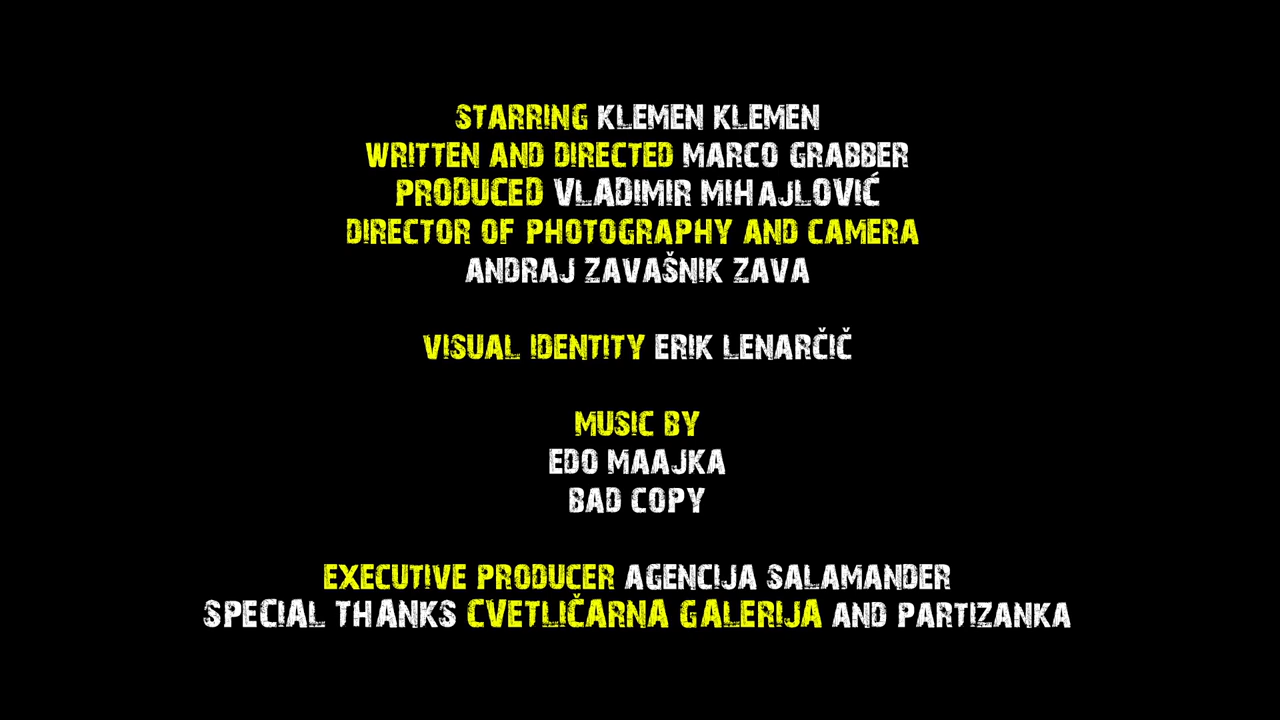 STARRING KLEMEN KLEMEN
WRITTEN AND DIRECTED MARCO GRABBER
PRODUCED VLADIMIR MIHAJLOVIĆ
DIRECTOR OF PHOTOGRAPHY AND CAMERA
ANDRAJ ZAVAŠNIK ZAVA
VISUAL IDENTITY ERIK LENARČIČ
MUSIC BY
EDO MAAJKA
BAD COPY
EXECUTIVE PRODUCER AGENCIJA SALAMANDER
SPECIAL THANKS CVETLIČARNA GALERIJA AND PARTIZANKA